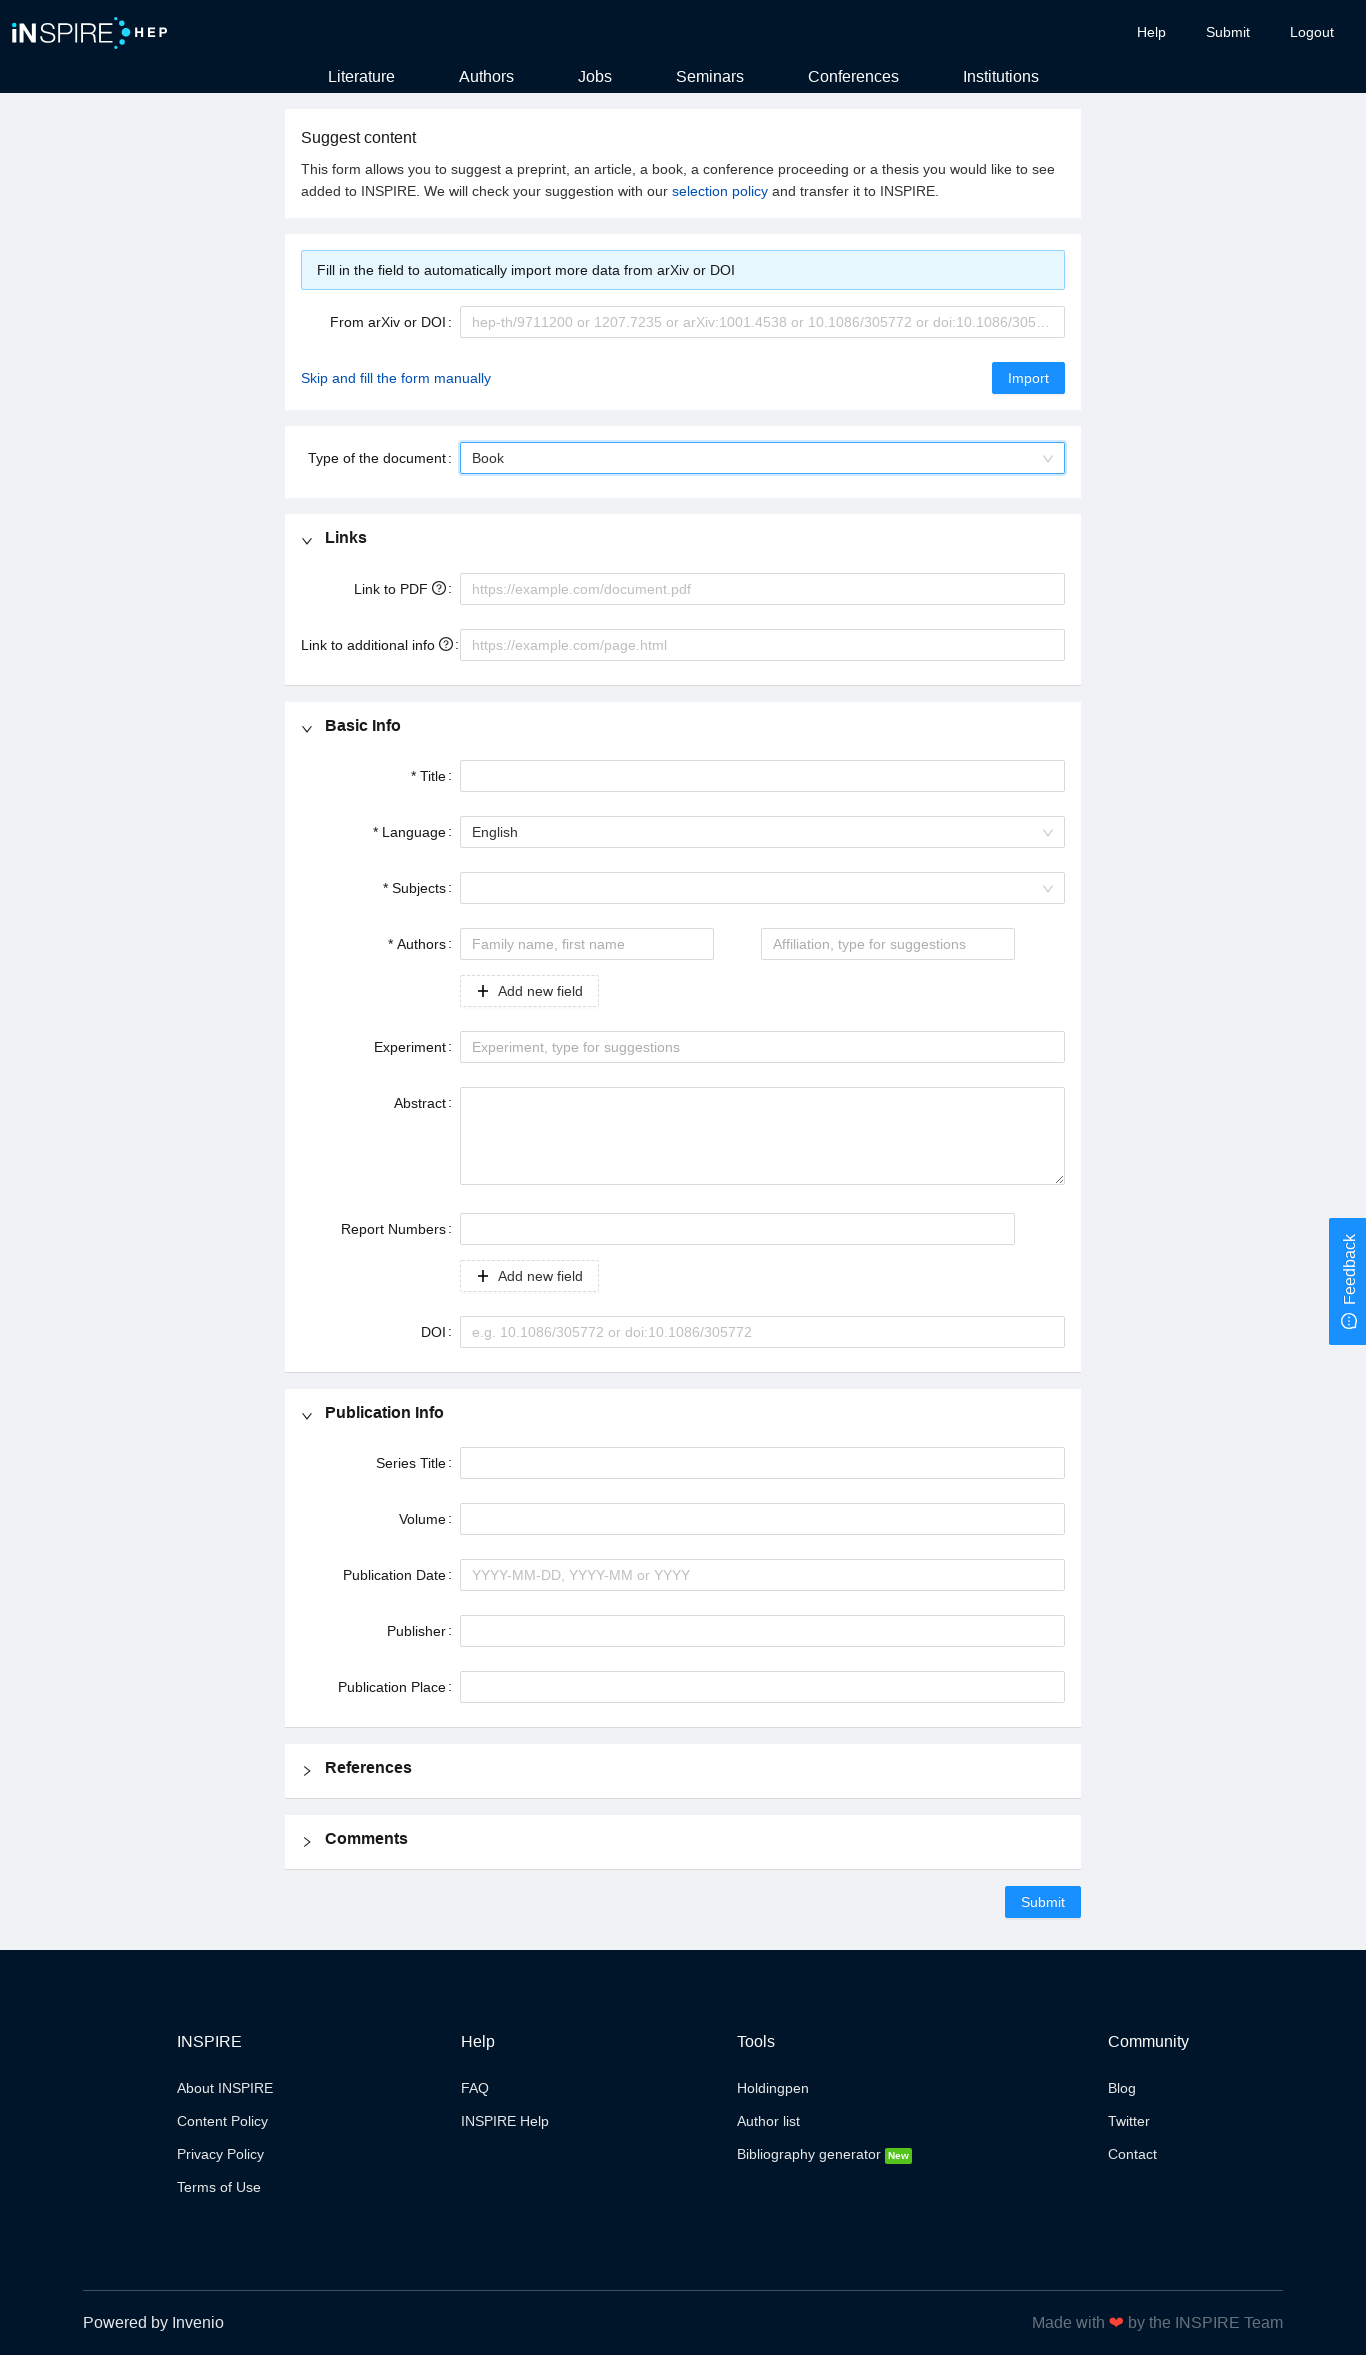 iNSPIRE HEP
Help Submit Logout
Literature Authors Jobs Seminars Conferences Institutions
Suggest content
This form allows you to suggest a preprint, an article, a book, a conference proceeding or a thesis you would like to see
added to INSPIRE. We will check your suggestion with our selection policy and transfer it to INSPIRE.
Fill in the field to automatically import more data from arXiv or DOI
From arXiv or DOI : hep-th/9711200 or 1207.7235 or arXiv:1001.4538 or 10.1086/305772 or doi:10.1086/305…
Skip and fill the form manually Import
Type of the document : Book
Links
Link to PDF : https://example.com/document.pdf
Link to additional info : https://example.com/page.html
Basic Info
* Title :
* Language : English
* Subjects :
* Authors : Family name, first name Affiliation, type for suggestions
+ Add new field
Experiment : Experiment, type for suggestions
Abstract :
Report Numbers :
+ Add new field
DOI : e.g. 10.1086/305772 or doi:10.1086/305772
Feedback
Publication Info
Series Title :
Volume :
Publication Date : YYYY-MM-DD, YYYY-MM or YYYY
Publisher :
Publication Place :
References
Comments
Submit
INSPIRE
About INSPIRE
Content Policy
Privacy Policy
Terms of Use
Help
FAQ
INSPIRE Help
Tools
Holdingpen
Author list
Bibliography generator New
Community
Blog
Twitter
Contact
Powered by Invenio
Made with ❤ by the INSPIRE Team